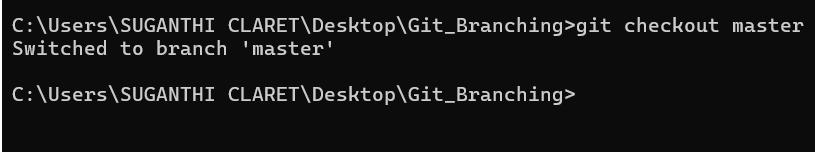 C:\Users\SUGANTHI CLARET\Desktop\Git_Branching>git checkout master
Switched to branch 'master'
C:\Users\SUGANTHI CLARET\Desktop\Git_Branching>